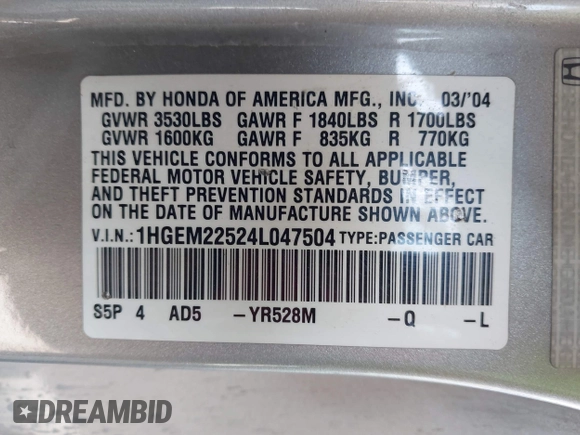 MFD. BY HONDA OF AMERICA MFG., INC. 03/'04
GVWR 3530LBS GAWR F 1840LBS R 1700LBS
GVWR 1600KG GAWR F 835KG R 770KG
THIS VEHICLE CONFORMS TO ALL APPLICABLE
FEDERAL MOTOR VEHICLE SAFETY, BUMPER,
AND THEFT PREVENTION STANDARDS IN EFFECT
ON THE DATE OF MANUFACTURE SHOWN ABOVE.
V.I.N.: 1HGEM22524L047504 TYPE:PASSENGER CAR
S5P 4 AD5 –YR528M –Q –L
DREAMBID